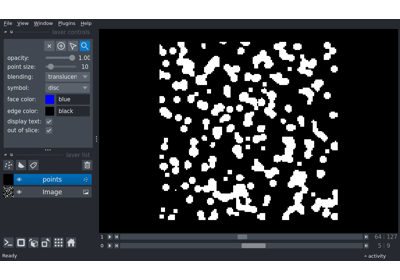 File View Window Plugins Help
layer controls
opacity: 1.00
point size: 10
blending: translucen
symbol: disc
face color: blue
edge color: black
display text:
out of slice:
layer list
points
Image
1 64 127
0 5 9
Ready activity